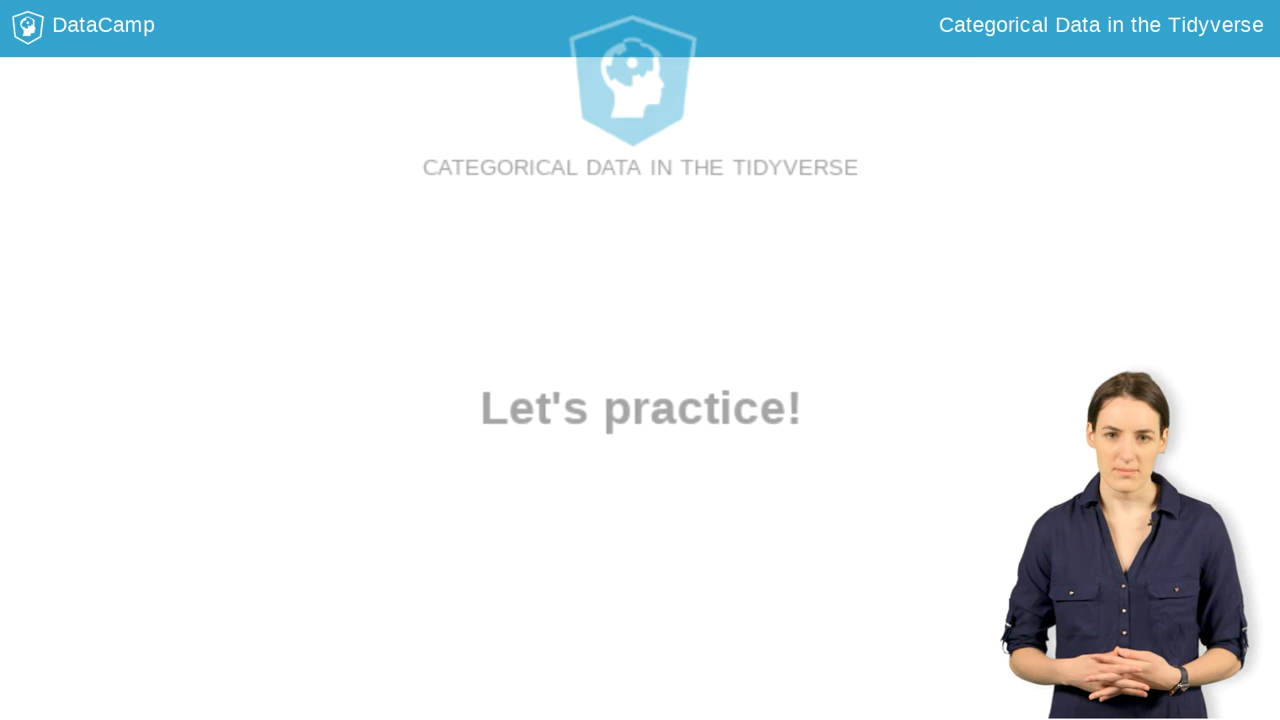 DataCamp
Categorical Data in the Tidyverse
CATEGORICAL DATA IN THE TIDYVERSE
Let's practice!